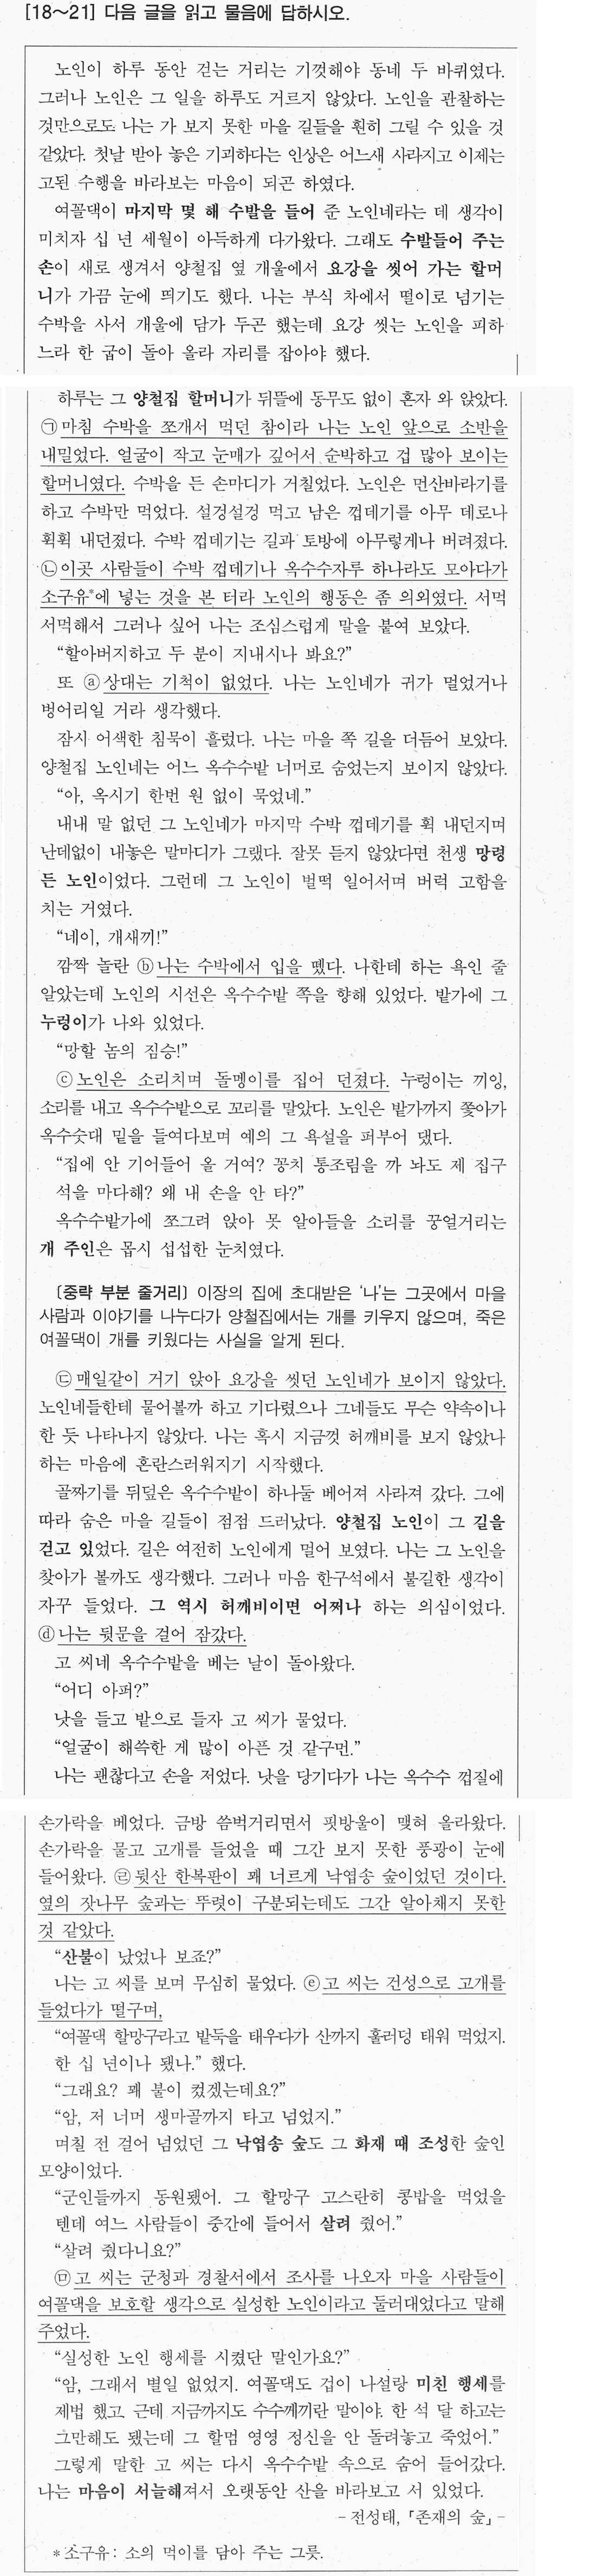 [18~21] 다음 글을 읽고 물음에 답하시오.
노인이 하루 동안 걷는 거리는 기껏해야 동네 두 바퀴였다.
그러나 노인은 그 일을 하루도 거르지 않았다. 노인을 관찰하는
것만으로도 나는 가 보지 못한 마을 길들을 훤히 그릴 수 있을 것
같았다. 첫날 받아 놓은 기괴하다는 인상은 어느새 사라지고 이제는
고된 수행을 바라보는 마음이 되곤 하였다.
여꼴댁이 마지막 몇 해 수발을 들어 준 노인네라는 데 생각이
미치자 십 년 세월이 아득하게 다가왔다. 그래도 수발들어 주는
손이 새로 생겨서 양철집 옆 개울에서 요강을 씻어 가는 할머
니가 가끔 눈에 띄기도 했다. 나는 부식 차에서 떨이로 넘기는
수박을 사서 개울에 담가 두곤 했는데 요강 씻는 노인을 피하
느라 한 굽이 돌아 올라 자리를 잡아야 했다.
하루는 그 양철집 할머니가 뒤뜰에 동무도 없이 혼자 와 앉았다.
㉠마침 수박을 쪼개서 먹던 참이라 나는 노인 앞으로 소반을
내밀었다. 얼굴이 작고 눈매가 깊어서 순박하고 겁 많아 보이는
할머니였다. 수박을 든 손마디가 거칠었다. 노인은 먼산바라기를
하고 수박만 먹었다. 설겅설겅 먹고 남은 껍데기를 아무 데로나
획획 내던졌다. 수박 껍데기는 길과 토방에 아무렇게나 버려졌다.
㉡이곳 사람들이 수박 껍데기나 옥수수자루 하나라도 모아다가
소구유*에 넣는 것을 본 터라 노인의 행동은 좀 의외였다. 서먹
서먹해서 그러나 싶어 나는 조심스럽게 말을 붙여 보았다.
“할아버지하고 두 분이 지내시나 봐요?”
또 ⓐ상대는 기척이 없었다. 나는 노인네가 귀가 멀었거나
벙어리일 거라 생각했다.
잠시 어색한 침묵이 흘렀다. 나는 마을 쪽 길을 더듬어 보았다.
양철집 노인네는 어느 옥수수밭 너머로 숨었는지 보이지 않았다.
“아, 옥시기 한번 원 없이 묵었네.”
내내 말 없던 그 노인네가 마지막 수박 껍데기를 획 내던지며
난데없이 내놓은 말마디가 그랬다. 잘못 듣지 않았다면 천생 망령
든 노인이었다. 그런데 그 노인이 벌떡 일어서며 버럭 고함을
치는 거였다.
“네이, 개새끼!”
깜짝 놀란 ⓑ나는 수박에서 입을 뗐다. 나한테 하는 욕인 줄
알았는데 노인의 시선은 옥수수밭 쪽을 향해 있었다. 밭가에 그
누렁이가 나와 있었다.
“망할 놈의 짐승!”
ⓒ노인은 소리치며 돌멩이를 집어 던졌다. 누렁이는 끼잉,
소리를 내고 옥수수밭으로 꼬리를 말았다. 노인은 밭가까지 쫓아가
옥수숫대 밑을 들여다보며 예의 그 욕설을 퍼부어 댔다.
“집에 안 기어들어 올 거여? 꽁치 통조림을 까 놔도 제 집구
석을 마다해? 왜 내 손을 안 타?”
옥수수밭가에 쪼그려 앉아 못 알아들을 소리를 꿍얼거리는
개 주인은 몹시 섭섭한 눈치였다.
[중략 부분 줄거리] 이장의 집에 초대받은 ‘나’는 그곳에서 마을
사람과 이야기를 나누다가 양철집에서는 개를 키우지 않으며, 죽은
여꼴댁이 개를 키웠다는 사실을 알게 된다.
㉢매일같이 거기 앉아 요강을 씻던 노인네가 보이지 않았다.
노인네들한테 물어볼까 하고 기다렸으나 그네들도 무슨 약속이나
한 듯 나타나지 않았다. 나는 혹시 지금껏 허깨비를 보지 않았나
하는 마음에 혼란스러워지기 시작했다.
골짜기를 뒤덮은 옥수수밭이 하나둘 베어져 사라져 갔다. 그에
따라 숨은 마을 길들이 점점 드러났다. 양철집 노인이 그 길을
걷고 있었다. 길은 여전히 노인에게 멀어 보였다. 나는 그 노인을
찾아가 볼까도 생각했다. 그러나 마음 한구석에서 불길한 생각이
자꾸 들었다. 그 역시 허깨비이면 어쩌나 하는 의심이었다.
ⓓ나는 뒷문을 걸어 잠갔다.
고 씨네 옥수수밭을 베는 날이 돌아왔다.
“어디 아퍼?”
낫을 들고 밭으로 들자 고 씨가 물었다.
“얼굴이 해쓱한 게 많이 아픈 것 같구먼.”
나는 괜찮다고 손을 저었다. 낫을 당기다가 나는 옥수수 껍질에
손가락을 베었다. 금방 씀벅거리면서 핏방울이 맺혀 올라왔다.
손가락을 물고 고개를 들었을 때 그간 보지 못한 풍광이 눈에
들어왔다. ㉣뒷산 한복판이 꽤 너르게 낙엽송 숲이었던 것이다.
옆의 잣나무 숲과는 뚜렷이 구분되는데도 그간 알아채지 못한
것 같았다.
“산불이 났었나 보죠?”
나는 고 씨를 보며 무심히 물었다. ⓔ고 씨는 건성으로 고개를
들었다가 떨구며,
“여꼴댁 할망구라고 밭둑을 태우다가 산까지 홀러덩 태워 먹었지.
한 십 년이나 됐나.” 했다.
“그래요? 꽤 불이 컸겠는데요?”
“암, 저 너머 생마골까지 타고 넘었지.”
며칠 전 걸어 넘었던 그 낙엽송 숲도 그 화재 때 조성한 숲인
모양이었다.
“군인들까지 동원됐어. 그 할망구 고스란히 콩밥을 먹었을
텐데 여느 사람들이 중간에 들어서 살려 줬어.”
“살려 줬다니요?”
㉤고 씨는 군청과 경찰서에서 조사를 나오자 마을 사람들이
여꼴댁을 보호할 생각으로 실성한 노인이라고 둘러대었다고 말해
주었다.
“실성한 노인 행세를 시켰단 말인가요?”
“암, 그래서 별일 없었지. 여꼴댁도 겁이 나설랑 미친 행세를
제법 했고. 근데 지금까지도 수수께끼란 말이야. 한 석 달 하고는
그만해도 됐는데 그 할멈 영영 정신을 안 돌려놓고 죽었어.”
그렇게 말한 고 씨는 다시 옥수수밭 속으로 숨어 들어갔다.
나는 마음이 서늘해져서 오랫동안 산을 바라보고 서 있었다.
- 전성태, 「존재의 숲」-
* 소구유: 소의 먹이를 담아 주는 그릇.